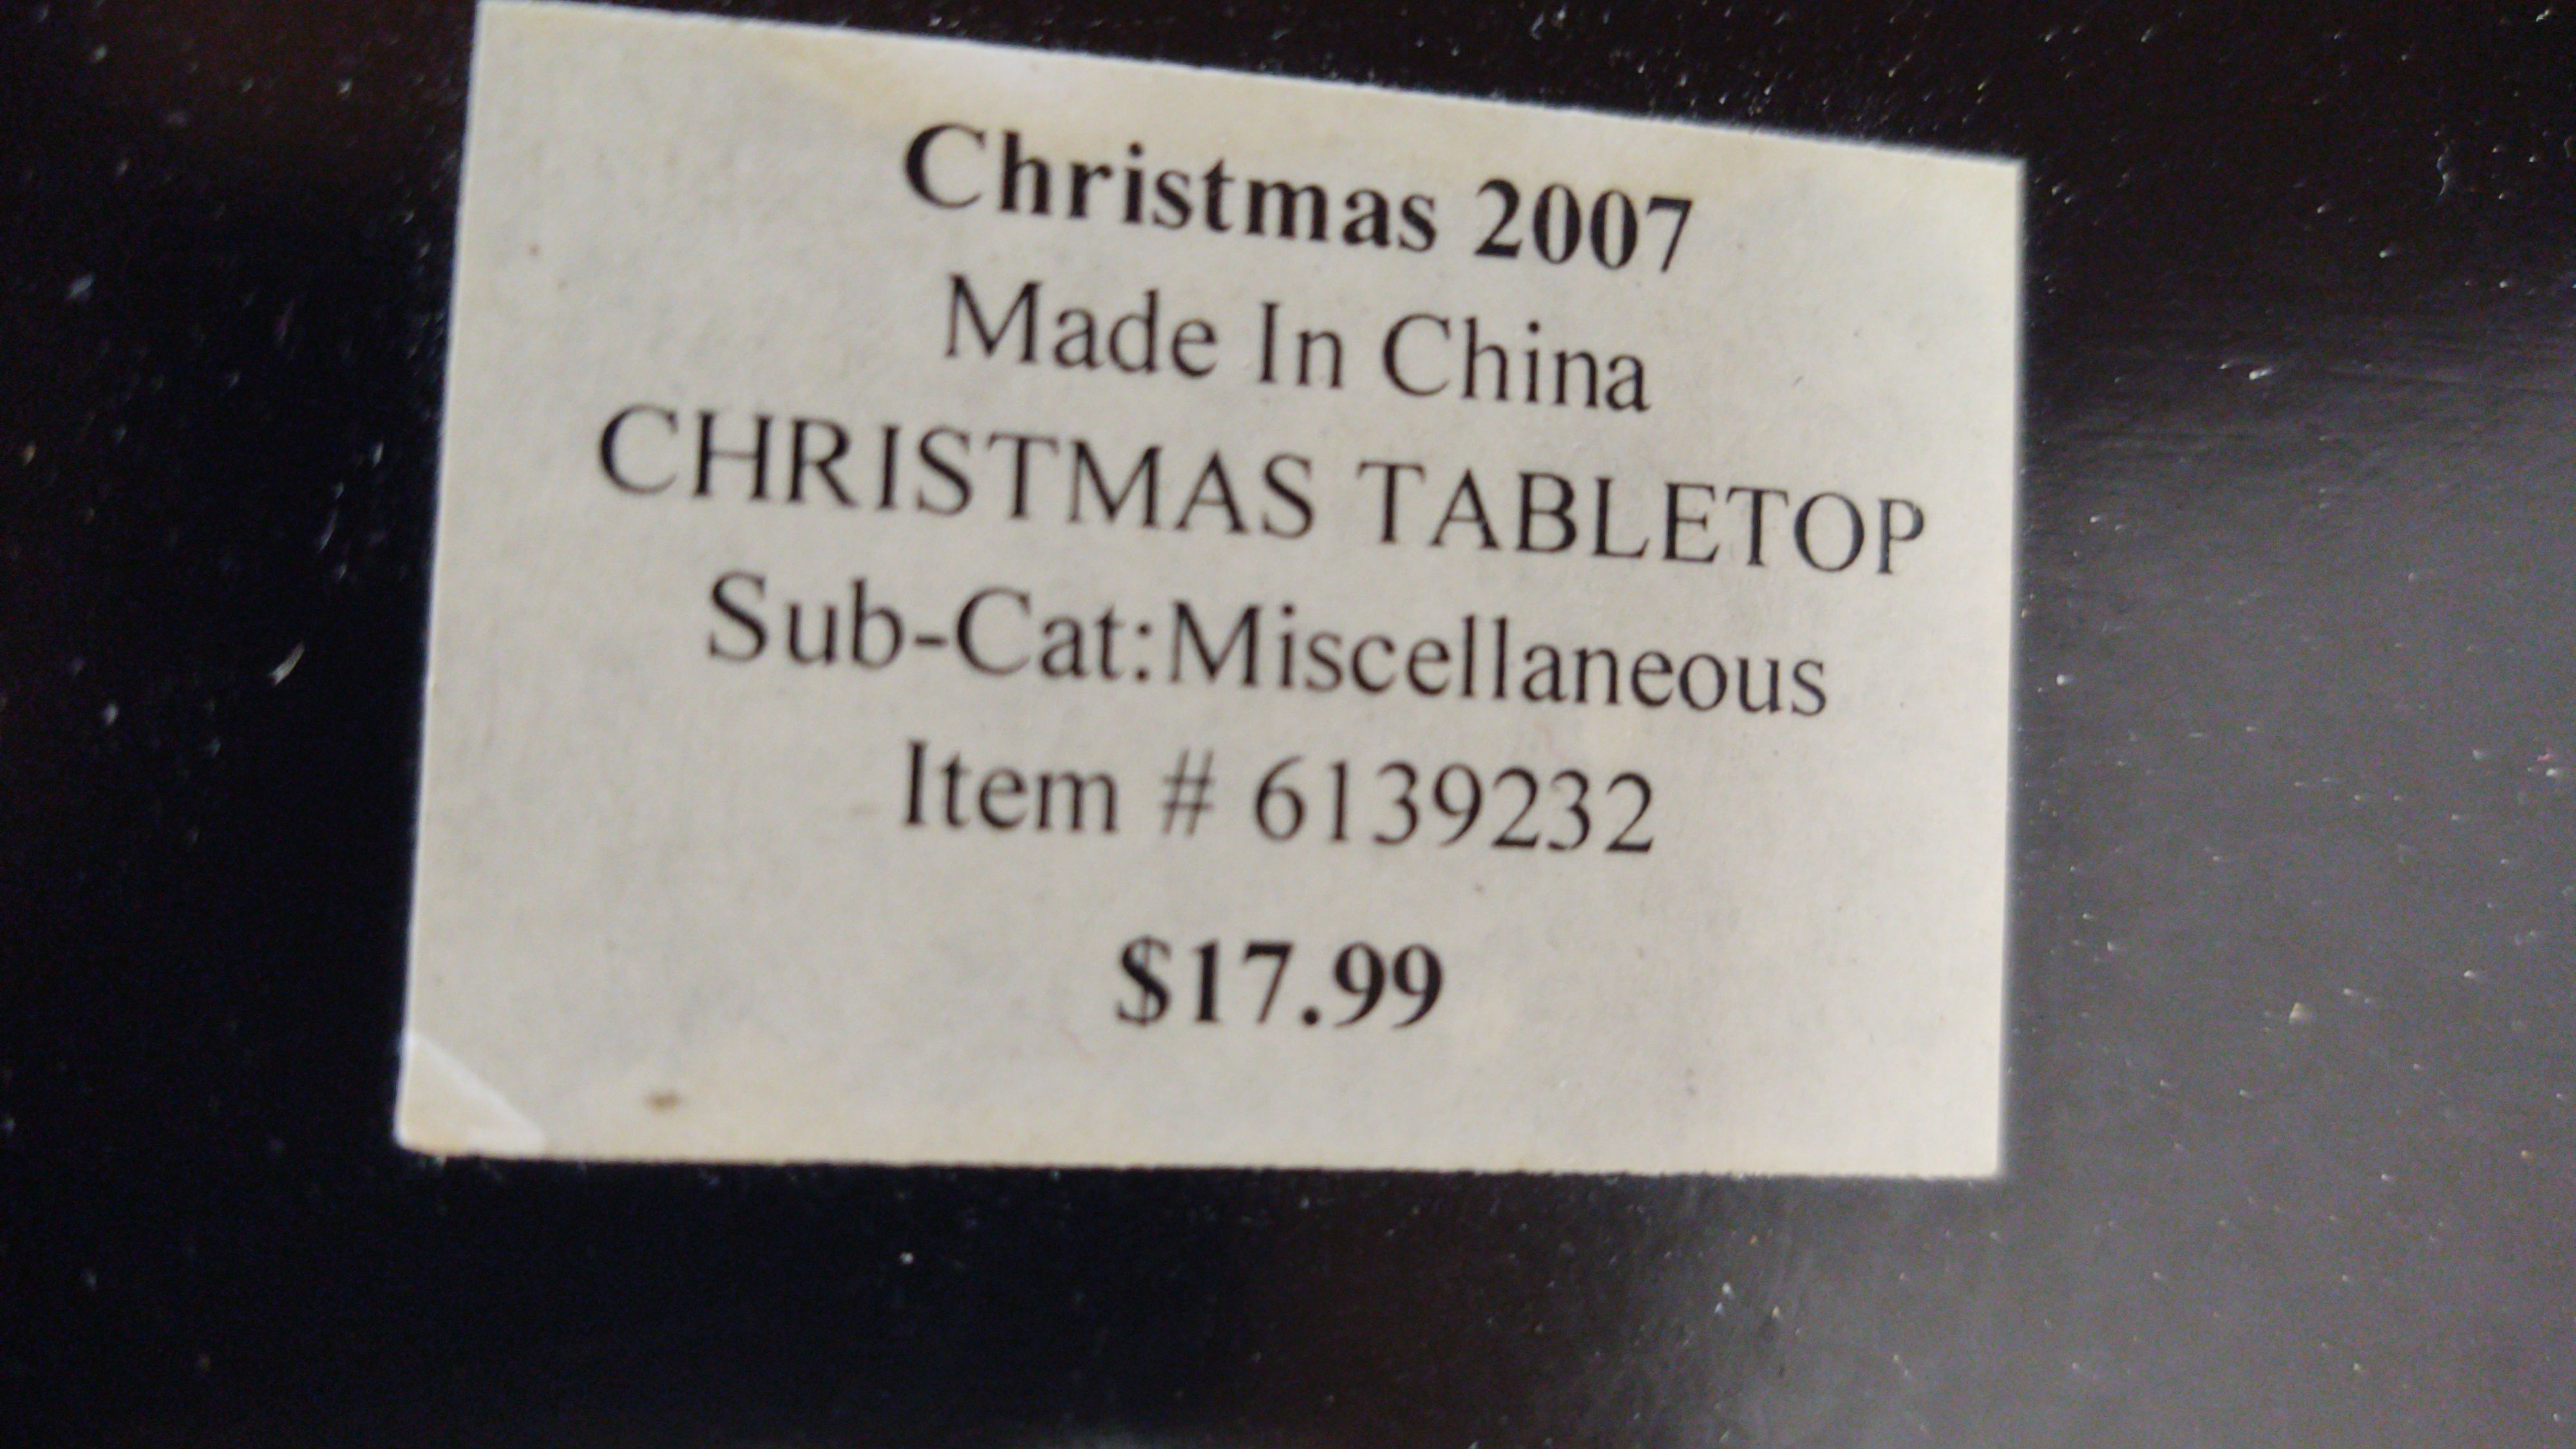 Christmas 2007
Made In China
CHRISTMAS TABLETOP
Sub-Cat:Miscellaneous
Item # 6139232
$17.99